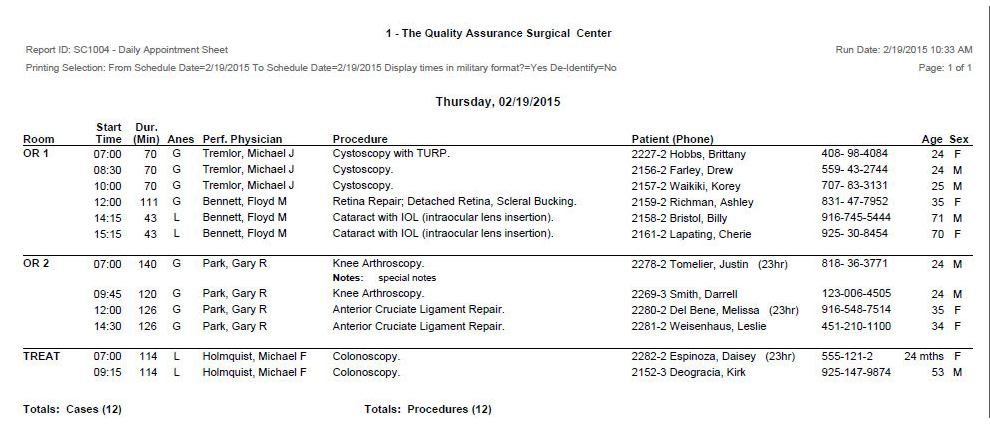 1 - The Quality Assurance Surgical Center
Report ID: SC1004 - Daily Appointment Sheet Run Date: 2/19/2015 10:33 AM
Printing Selection: From Schedule Date=2/19/2015 To Schedule Date=2/19/2015 Display times in military format?=Yes De-Identify=No Page: 1 of 1
Thursday, 02/19/2015
Start Dur.
Room Time (Min) Anes Perf. Physician Procedure Patient (Phone) Age Sex
OR 1 07:00 70 G Tremlor, Michael J Cystoscopy with TURP. 2227-2 Hobbs, Brittany 408- 98-4084 24 F
08:30 70 G Tremlor, Michael J Cystoscopy. 2156-2 Farley, Drew 559- 43-2744 24 M
10:00 70 G Tremlor, Michael J Cystoscopy. 2157-2 Waikiki, Korey 707- 83-3131 25 M
12:00 111 G Bennett, Floyd M Retina Repair; Detached Retina, Scleral Bucking. 2159-2 Richman, Ashley 831- 47-7952 35 F
14:15 43 L Bennett, Floyd M Cataract with IOL (intraocular lens insertion). 2158-2 Bristol, Billy 916-745-5444 71 M
15:15 43 L Bennett, Floyd M Cataract with IOL (intraocular lens insertion). 2161-2 Lapating, Cherie 925- 30-8454 70 F
OR 2 07:00 140 G Park, Gary R Knee Arthroscopy. 2278-2 Tomelier, Justin (23hr) 818- 36-3771 24 M
Notes: special notes
09:45 120 G Park, Gary R Knee Arthroscopy. 2269-3 Smith, Darrell 123-006-4505 24 M
12:00 126 G Park, Gary R Anterior Cruciate Ligament Repair. 2280-2 Del Bene, Melissa (23hr) 916-548-7514 35 F
14:30 126 G Park, Gary R Anterior Cruciate Ligament Repair. 2281-2 Weisenhaus, Leslie 451-210-1100 34 F
TREAT 07:00 114 L Holmquist, Michael F Colonoscopy. 2282-2 Espinoza, Daisey (23hr) 555-121-2 24 mths F
09:15 114 L Holmquist, Michael F Colonoscopy. 2152-3 Deogracia, Kirk 925-147-9874 53 M
Totals: Cases (12) Totals: Procedures (12)